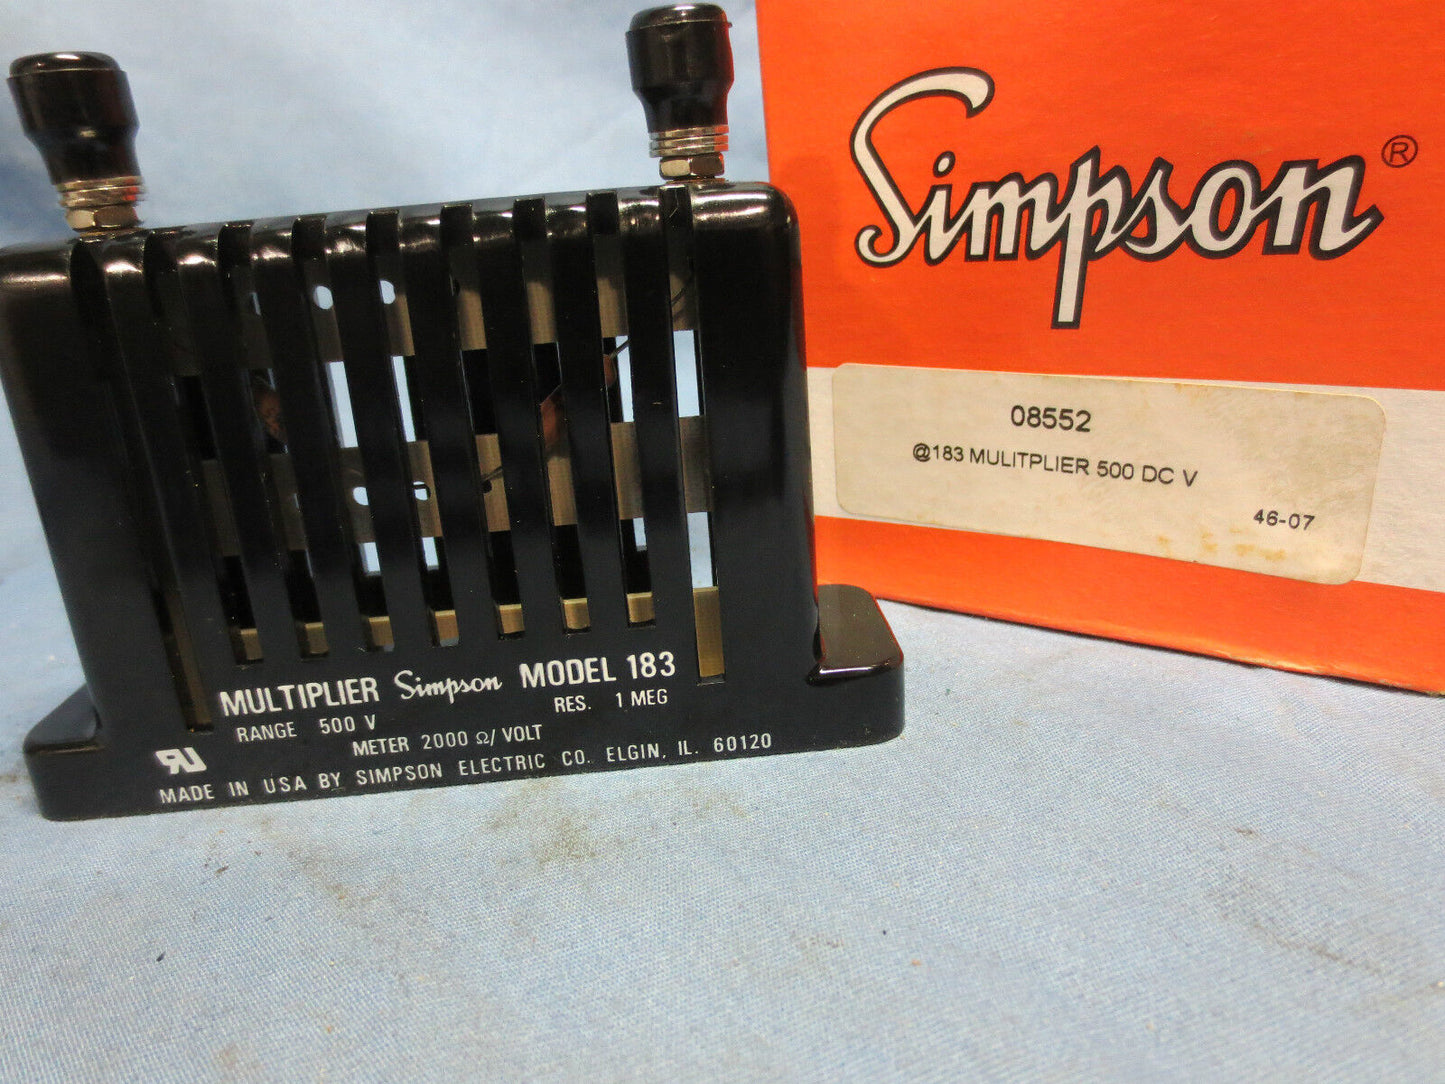 Simpson®
08552
@183 MULITPLIER 500 DC V
46-07
MULTIPLIER Simpson MODEL 183
RANGE 500 V RES. 1 MEG
METER 2000 Ω/VOLT
MADE IN USA BY SIMPSON ELECTRIC CO. ELGIN, IL. 60120